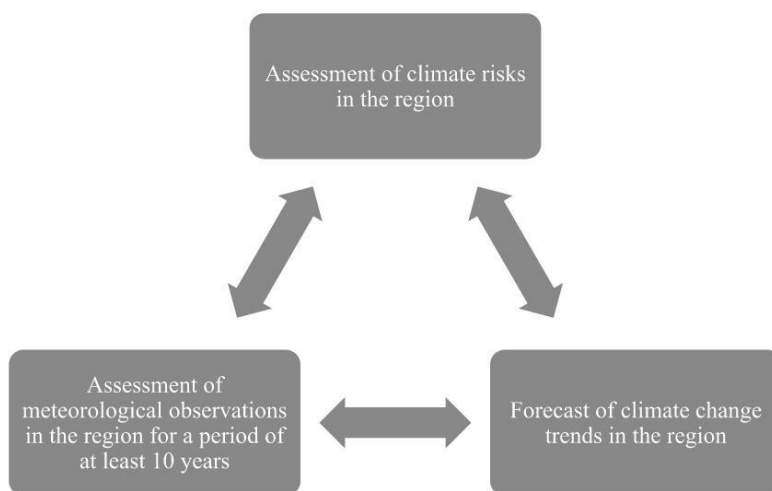 Assessment of climate risks
in the region
Assessment of
meteorological observations
in the region for a period of
at least 10 years
Forecast of climate change
trends in the region